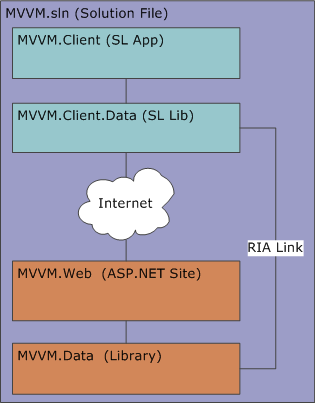 MVVM.sln (Solution File)
MVVM.Client (SL App)
MVVM.Client.Data (SL Lib)
Internet
RIA Link
MVVM.Web  (ASP.NET Site)
MVVM.Data  (Library)